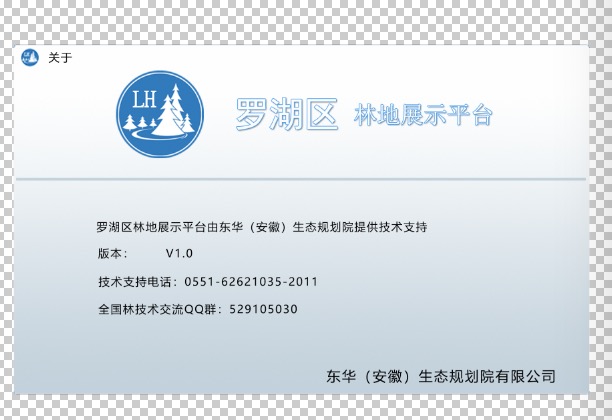 关于
LH
罗湖区 林地展示平台
罗湖区林地展示平台由东华（安徽）生态规划院提供技术支持
版本： V1.0
技术支持电话：0551-62621035-2011
全国林技术交流QQ群：529105030
东华（安徽）生态规划院有限公司